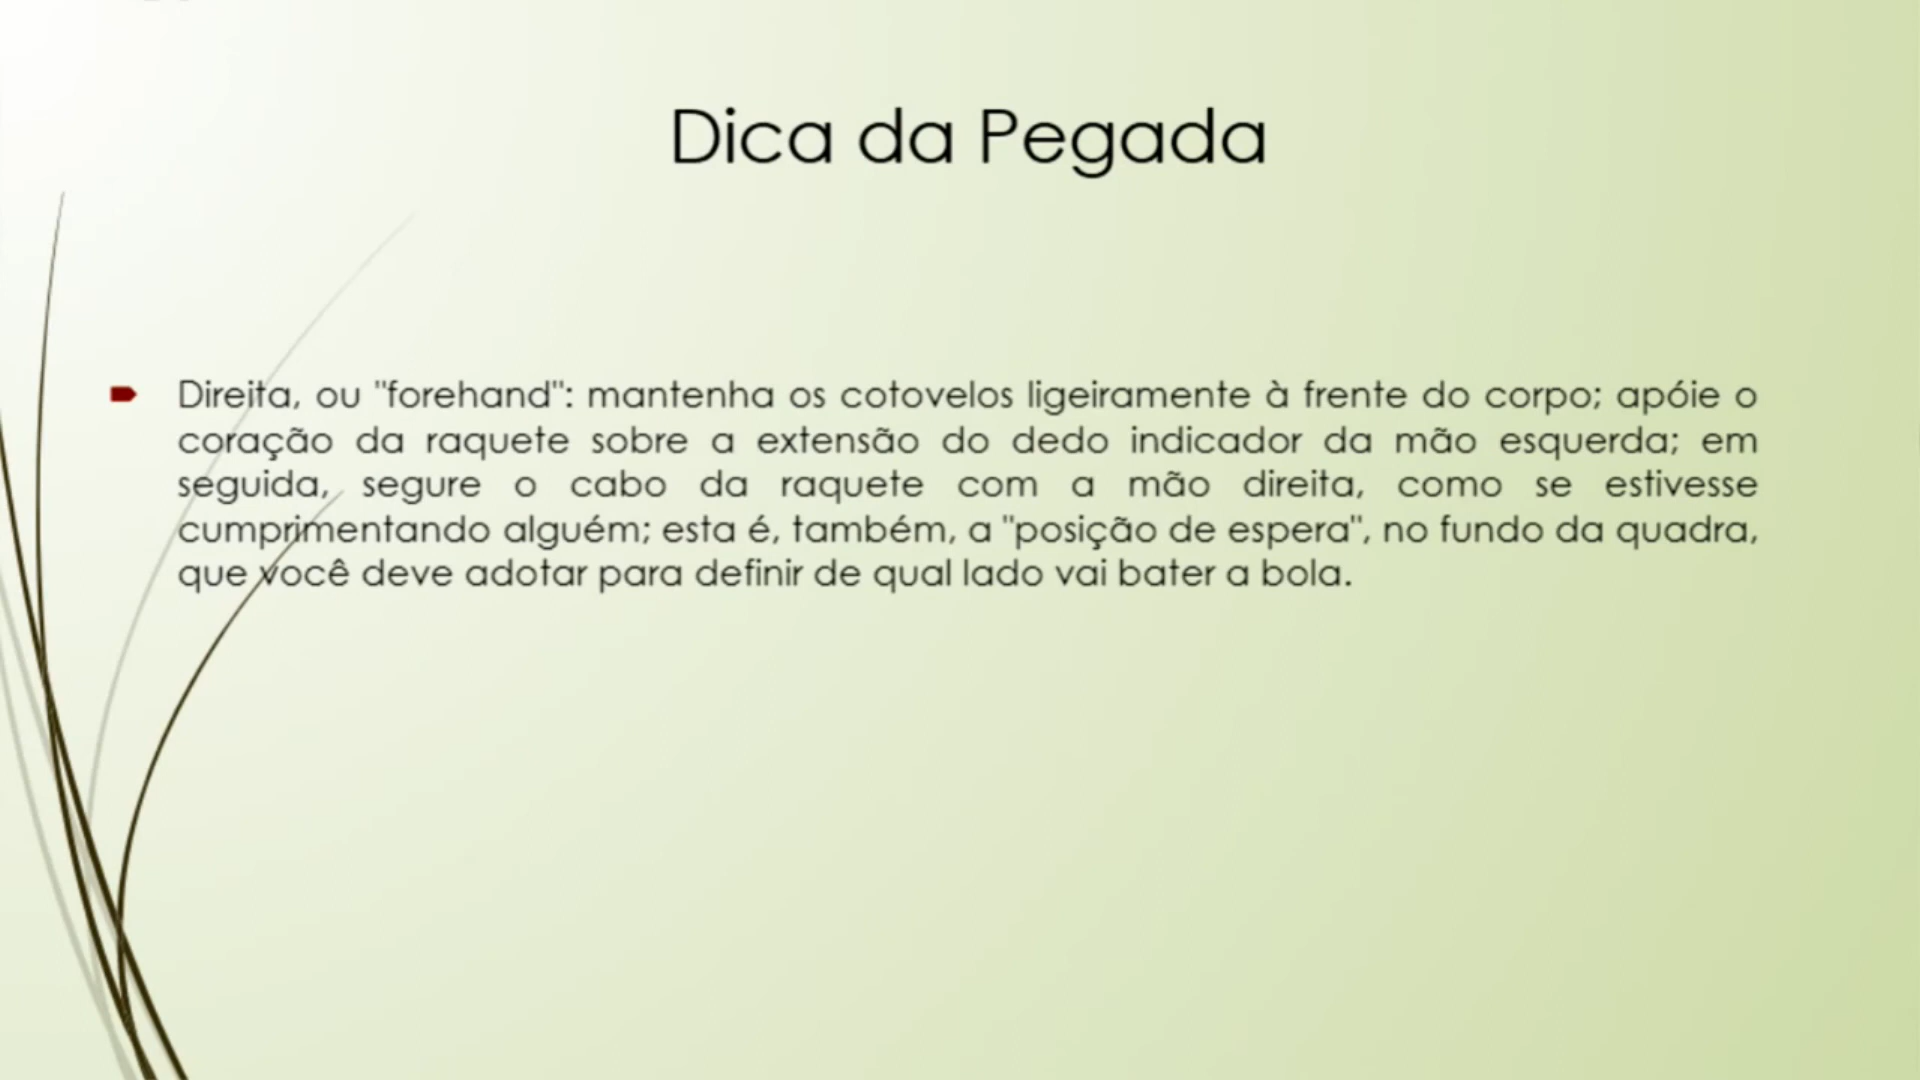 Dica da Pegada
Direita, ou "forehand": mantenha os cotovelos ligeiramente à frente do corpo; apóie o
coração da raquete sobre a extensão do dedo indicador da mão esquerda; em
seguida, segure o cabo da raquete com a mão direita, como se estivesse
cumprimentando alguém; esta é, também, a "posição de espera", no fundo da quadra,
que você deve adotar para definir de qual lado vai bater a bola.